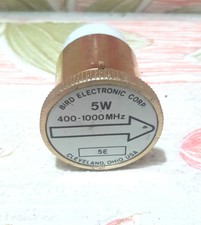 BIRD ELECTRONIC CORP.
5W
400-1000MHz
5E
CLEVELAND, OHIO, USA